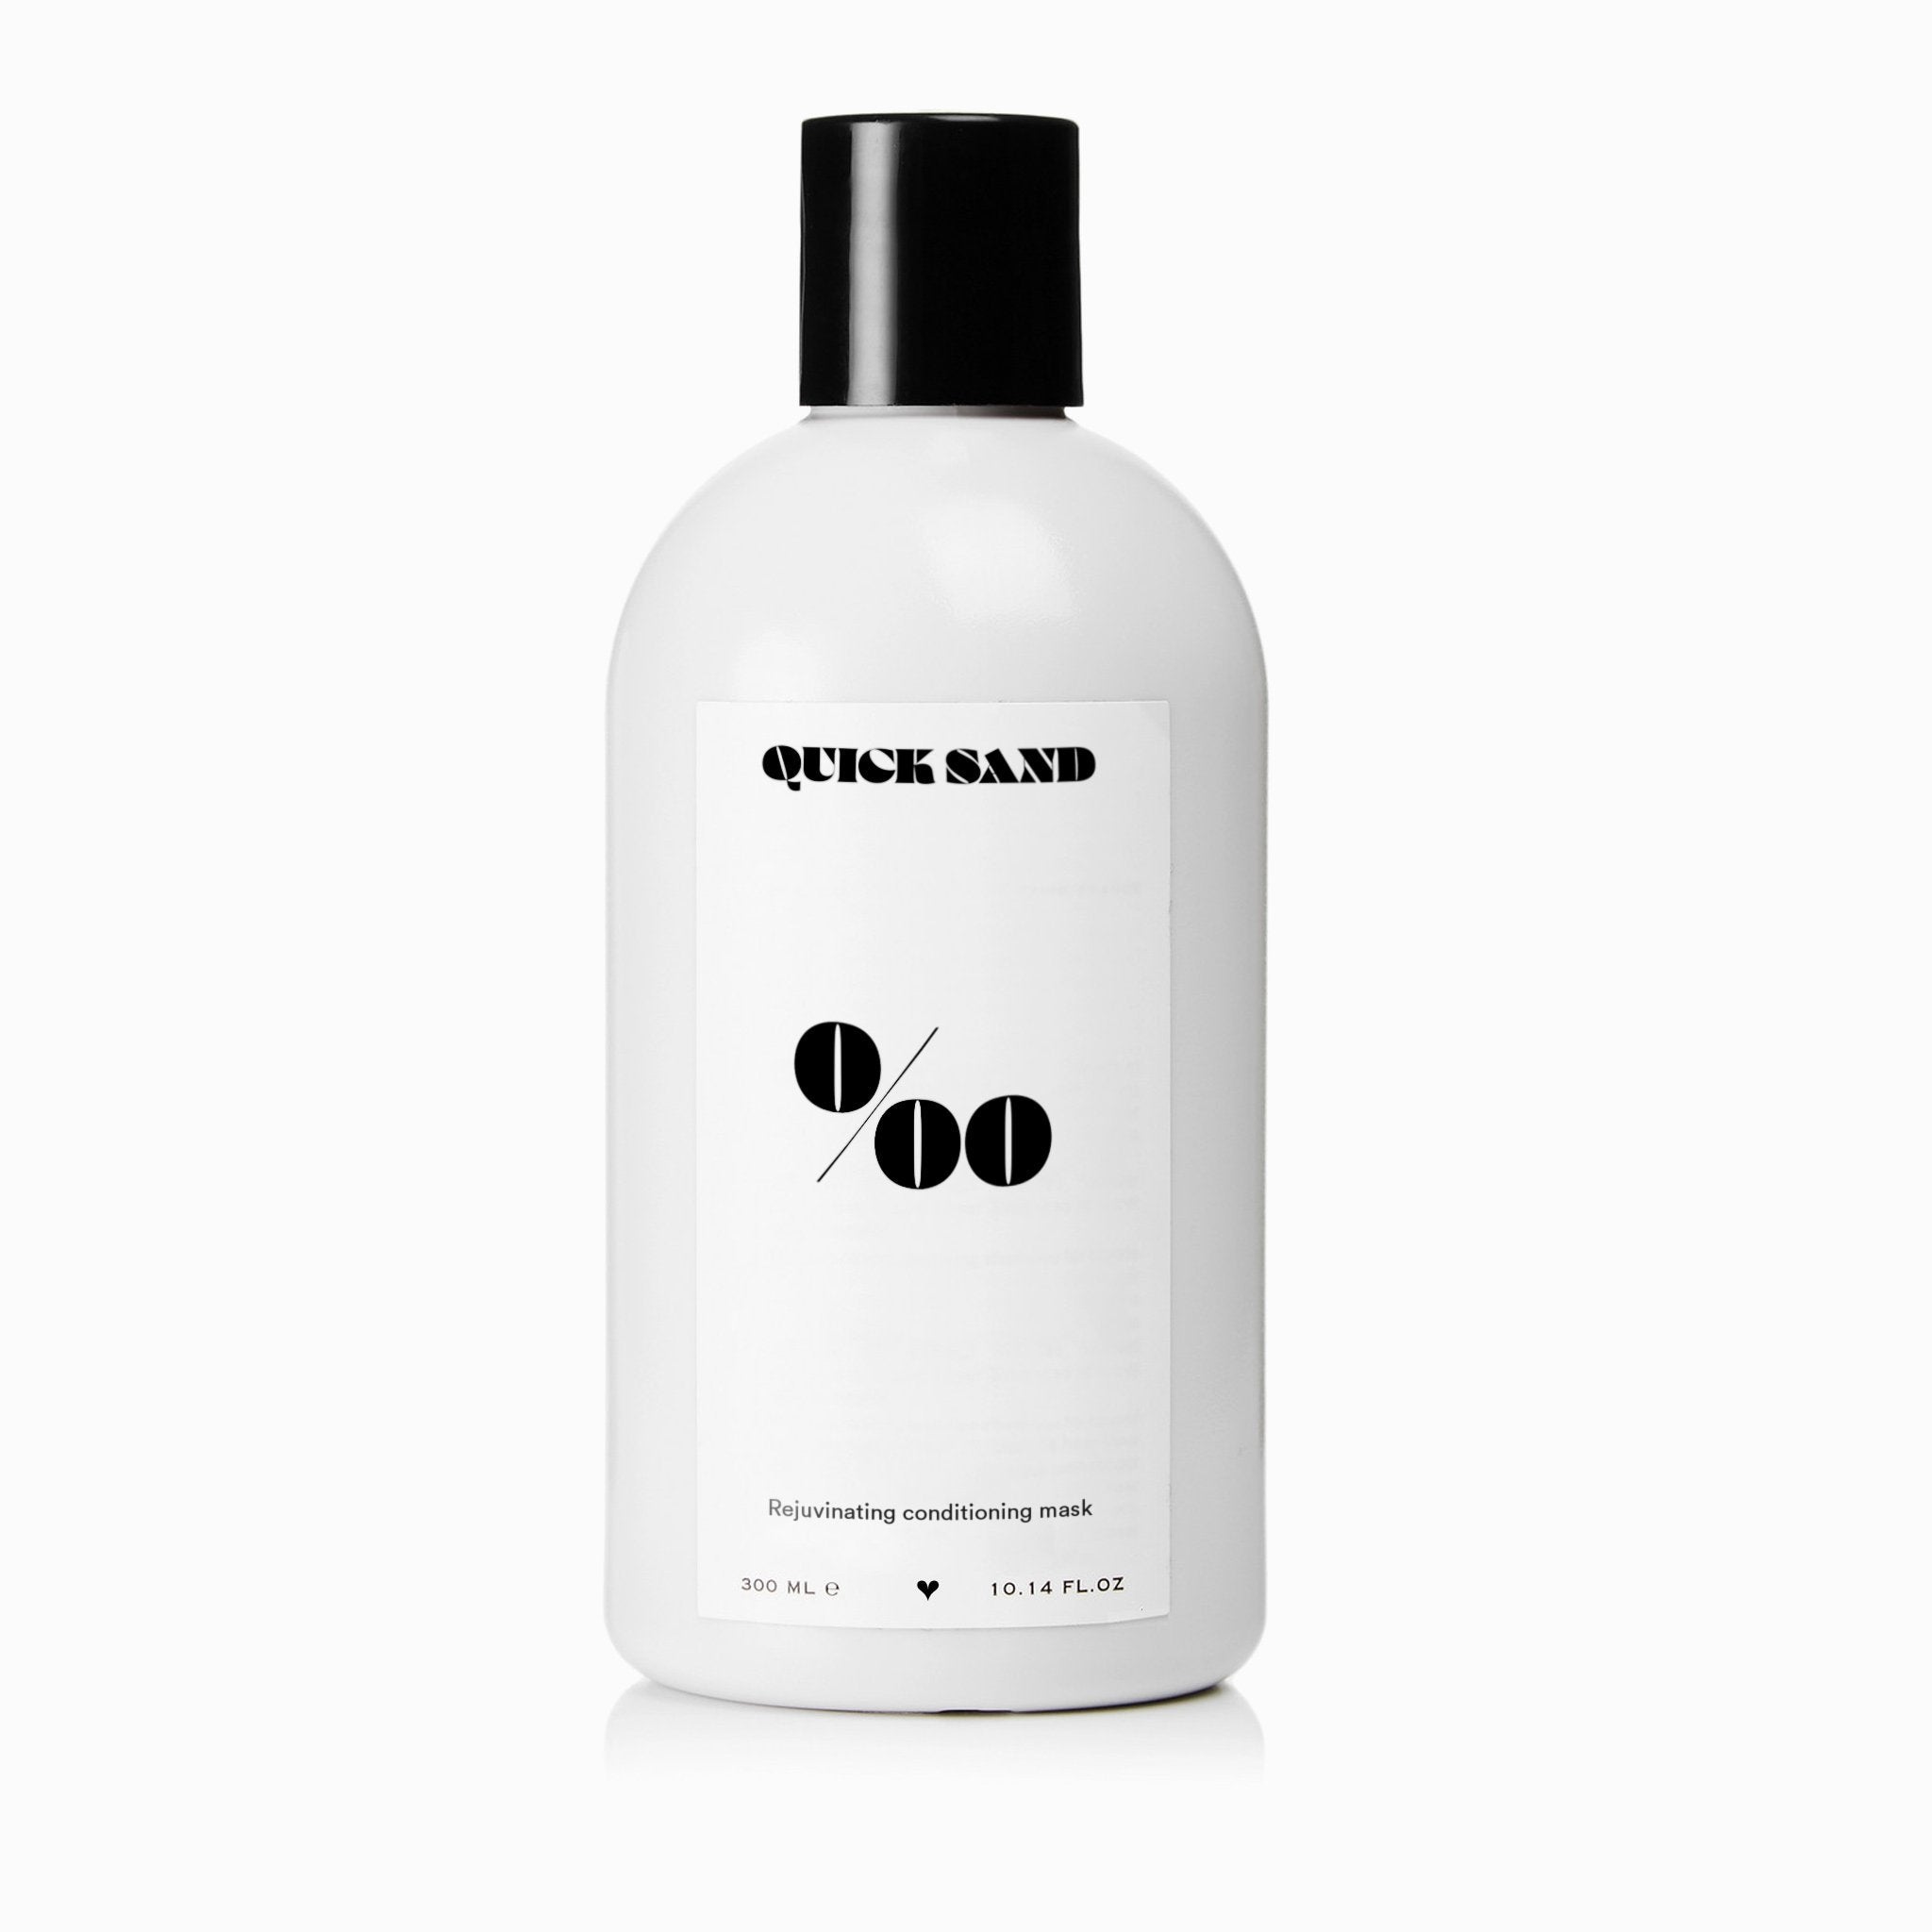 QUICK SAND
‰
Rejuvinating conditioning mask
300 ML ℮ ♥ 10.14 FL.OZ